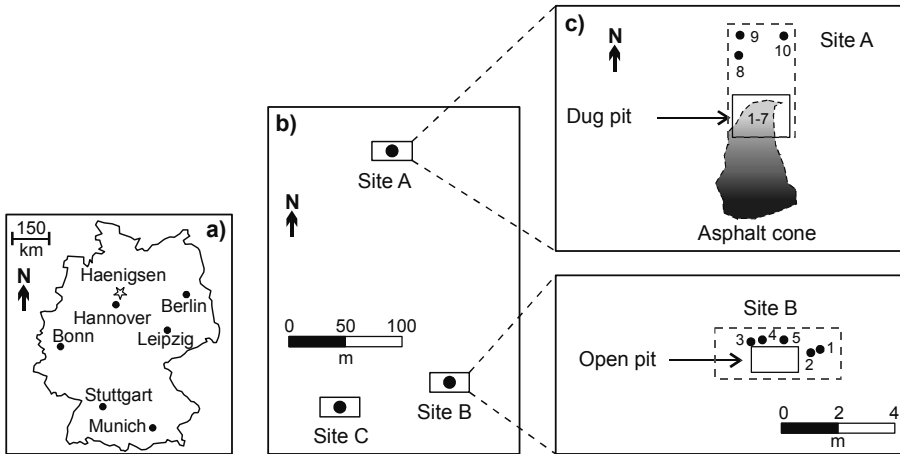 a)
150
km
N
Haenigsen
Hannover
Berlin
Leipzig
Bonn
Stuttgart
Munich
b)
Site A
N
0 50 100
m
Site B
Site C
c)
Site A
N
9
10
8
Dug pit
1-7
Asphalt cone
Site B
3 4 5 1
2
Open pit
0 2 4
m